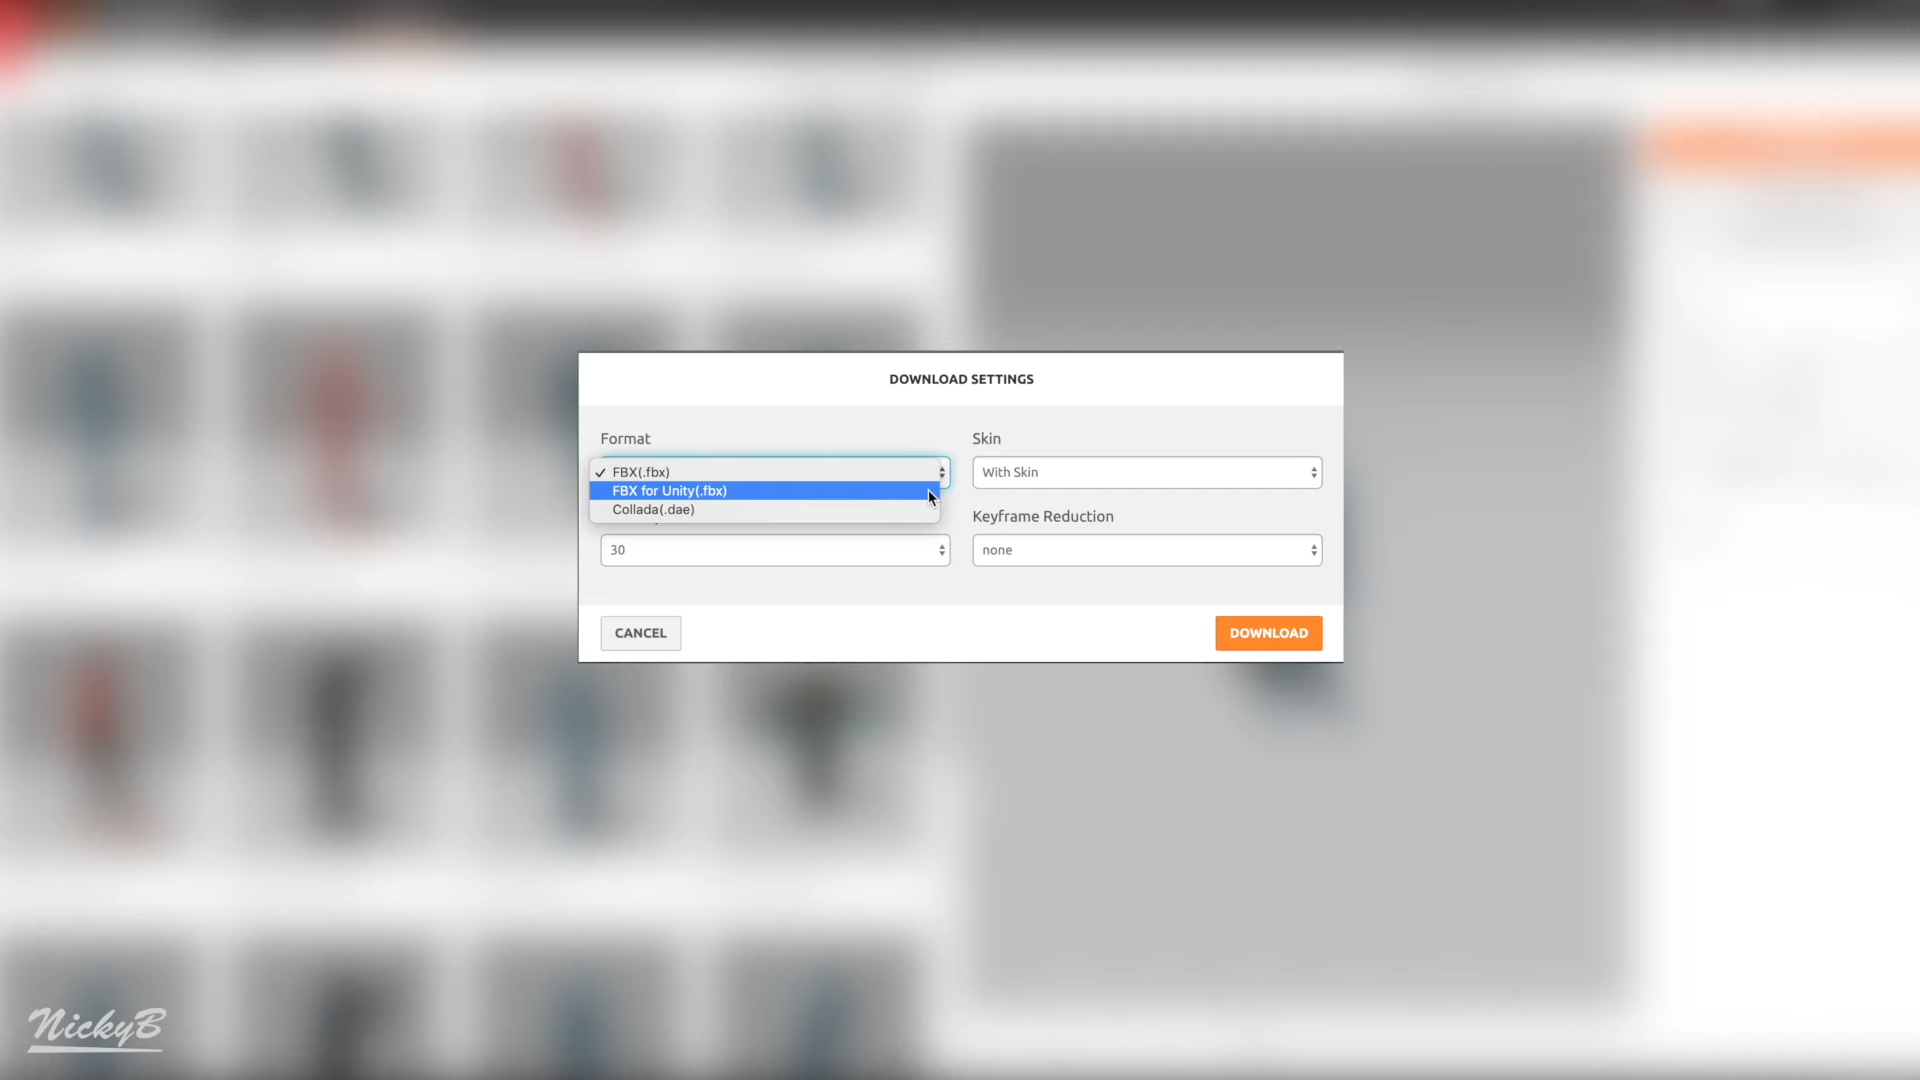 DOWNLOAD SETTINGS
Format
Skin
FBX(.fbx)
With Skin
FBX for Unity(.fbx)
Collada(.dae)
Keyframe Reduction
30
none
CANCEL
DOWNLOAD
NickyB